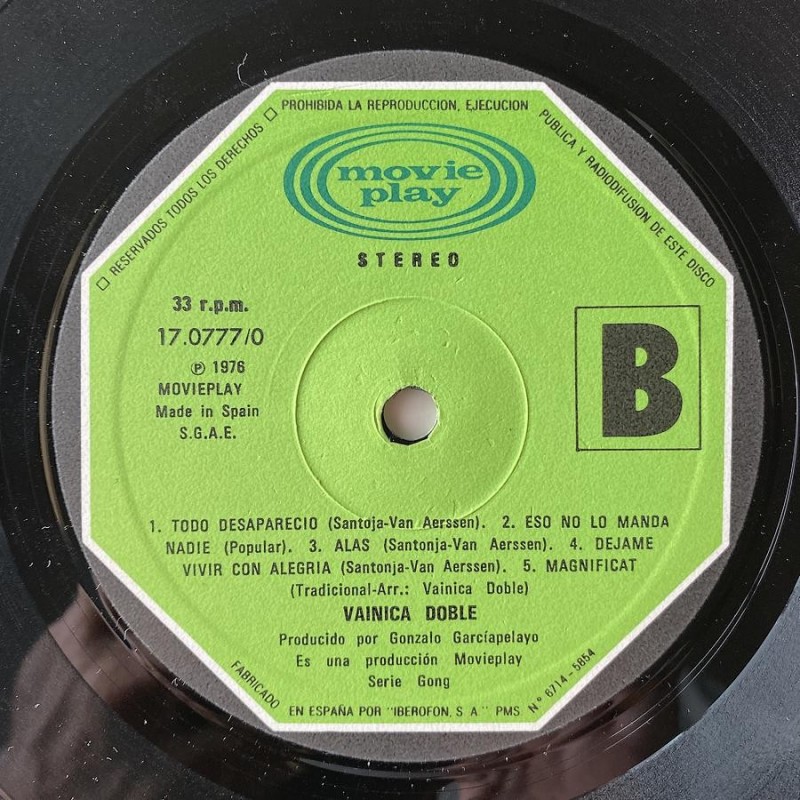 □ RESERVADOS TODOS LOS DERECHOS □ PROHIBIDA LA REPRODUCCION, EJECUCION PUBLICA Y RADIODIFUSION DE ESTE DISCO
movie
play
STEREO
33 r.p.m.
17.0777/0
℗ 1976
MOVIEPLAY
Made in Spain
S.G.A.E.
B
1. TODO DESAPARECIO (Santoja-Van Aerssen). 2. ESO NO LO MANDA
NADIE (Popular). 3. ALAS (Santonja-Van Aerssen). 4. DEJAME
VIVIR CON ALEGRIA (Santonja-Van Aerssen). 5. MAGNIFICAT
(Tradicional-Arr.: Vainica Doble)
VAINICA DOBLE
Producido por Gonzalo Garcíapelayo
Es una producción Movieplay
Serie Gong
FABRICADO EN ESPAÑA POR "IBEROFON, S. A." PMS. N.º 6714-5854